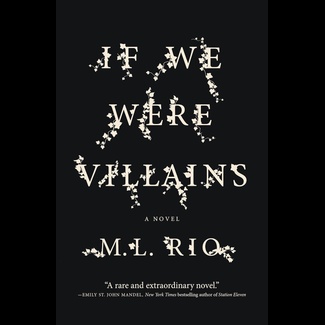 IF WE
WERE
VILLAINS
A NOVEL
M.L. RIO
“A rare and extraordinary novel.”
—EMILY ST. JOHN MANDEL, New York Times bestselling author of Station Eleven